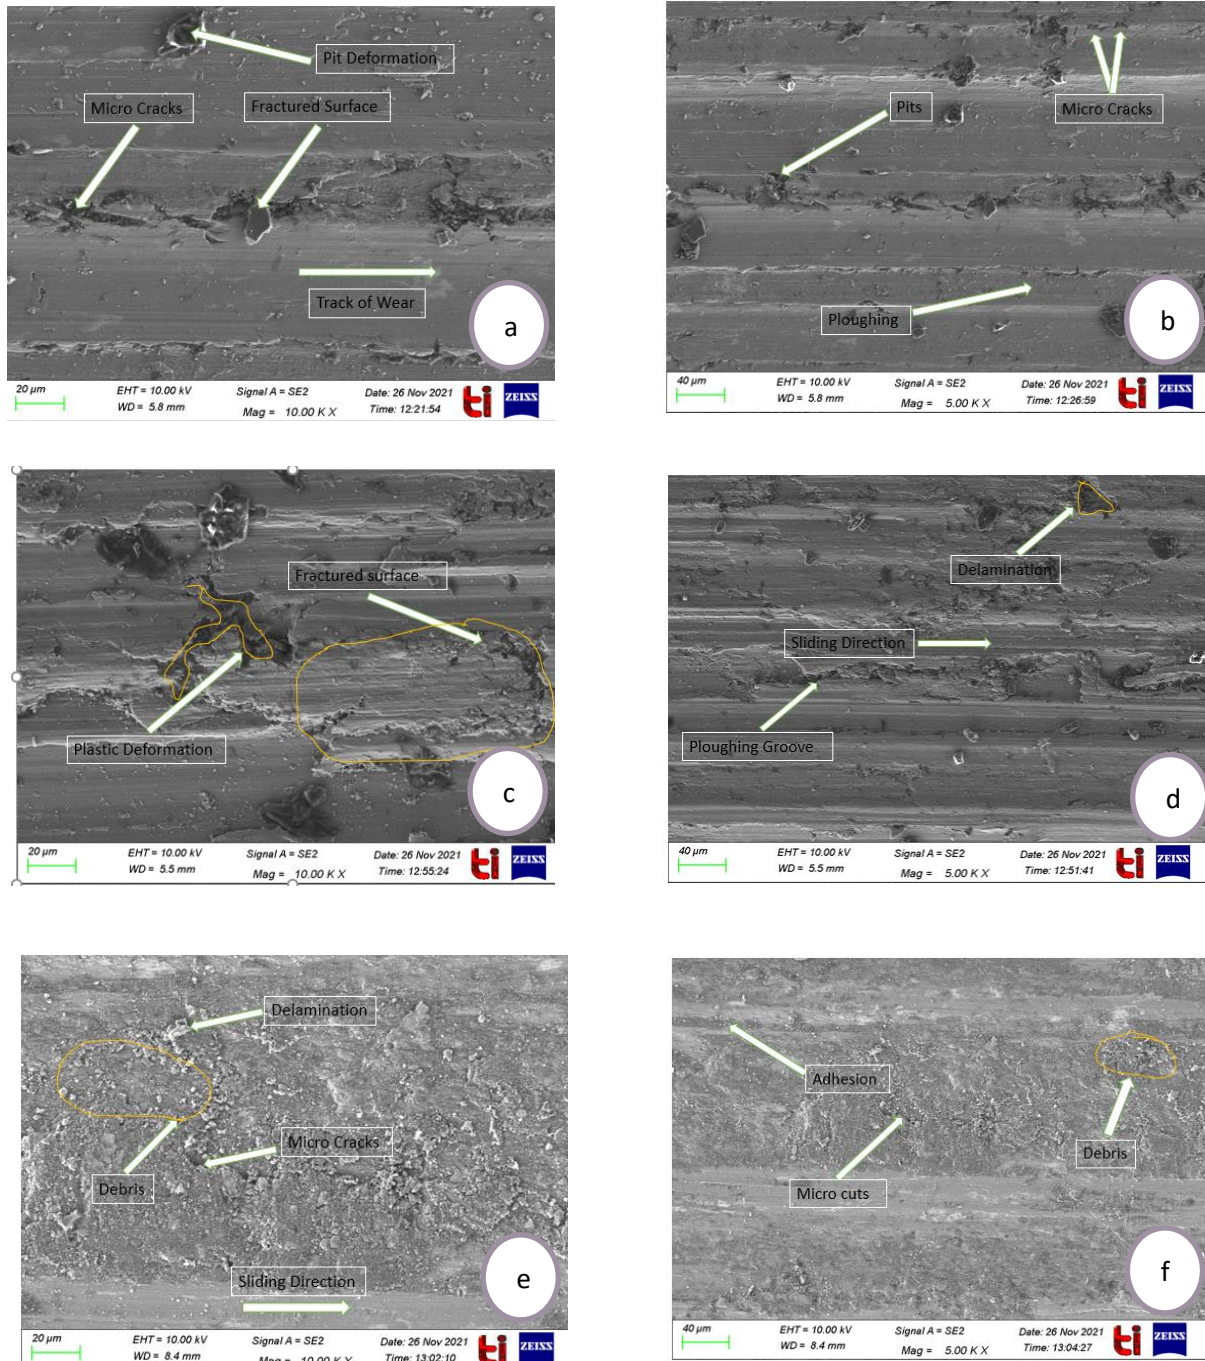 Pit Deformation
Micro Cracks
Fractured Surface
Track of Wear
a
20 µm
EHT = 10.00 kV
Signal A = SE2
Date: 26 Nov 2021
WD = 5.8 mm
Mag = 10.00 K X
Time: 12:21:54
ti
ZEISS
Pits
Micro Cracks
Ploughing
b
40 µm
EHT = 10.00 kV
Signal A = SE2
Date: 26 Nov 2021
WD = 5.8 mm
Mag = 5.00 K X
Time: 12:26:59
ti
ZEISS
Fractured surface
Plastic Deformation
c
20 µm
EHT = 10.00 kV
Signal A = SE2
Date: 26 Nov 2021
WD = 5.5 mm
Mag = 10.00 K X
Time: 12:55:24
ti
ZEISS
Delamination
Sliding Direction
Ploughing Groove
d
40 µm
EHT = 10.00 kV
Signal A = SE2
Date: 26 Nov 2021
WD = 5.5 mm
Mag = 5.00 K X
Time: 12:51:41
ti
ZEISS
Delamination
Micro Cracks
Debris
Sliding Direction
e
20 µm
EHT = 10.00 kV
Signal A = SE2
Date: 26 Nov 2021
WD = 8.4 mm
Mag = 10.00 K X
Time: 13:02:10
ti
ZEISS
Adhesion
Debris
Micro cuts
f
40 µm
EHT = 10.00 kV
Signal A = SE2
Date: 26 Nov 2021
WD = 8.4 mm
Mag = 5.00 K X
Time: 13:04:27
ti
ZEISS